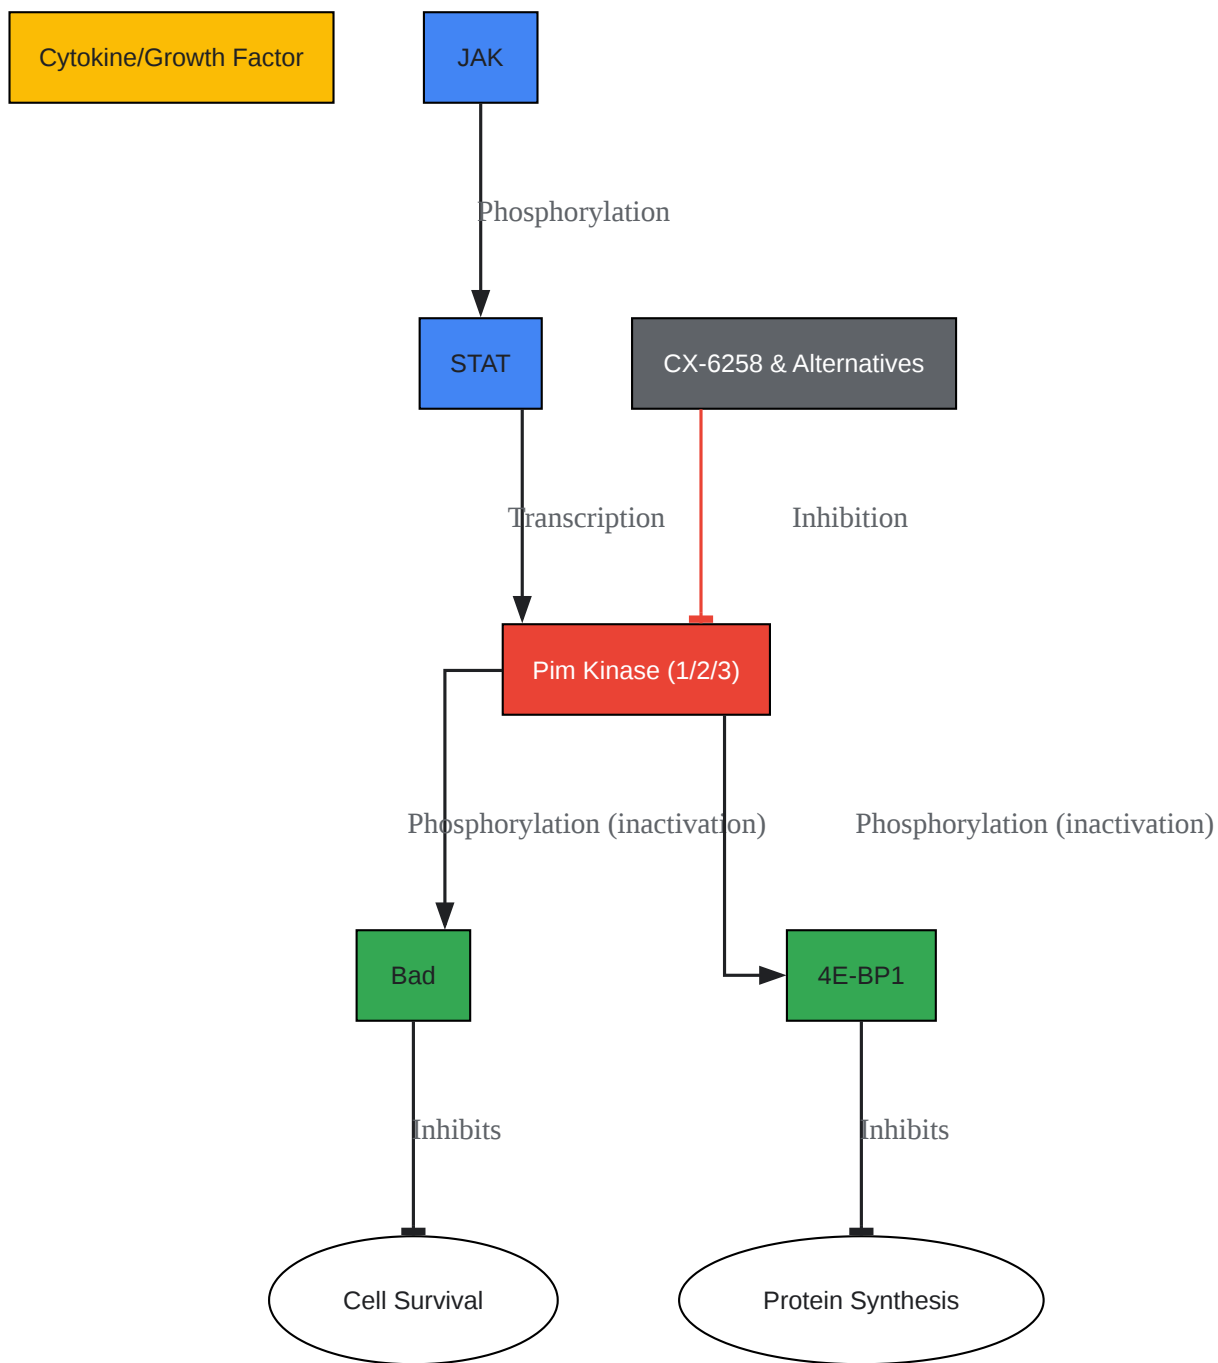 Cytokine/Growth Factor
JAK
Phosphorylation
STAT
CX-6258 & Alternatives
Transcription
Inhibition
Pim Kinase (1/2/3)
Phosphorylation (inactivation)
Phosphorylation (inactivation)
Bad
4E-BP1
Inhibits
Inhibits
Cell Survival
Protein Synthesis